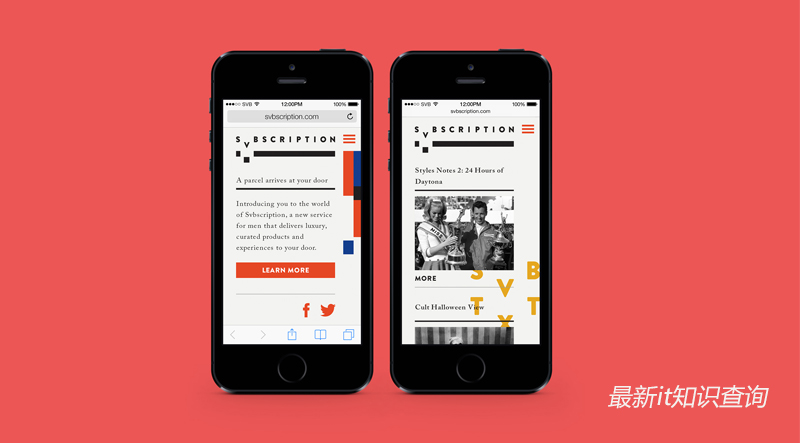 ●●●○○ SVB 12:00PM 100%
svbscription.com
SVBSCRIPTION
A parcel arrives at your door
Introducing you to the world
of Svbscription, a new service
for men that delivers luxury,
curated products and
experiences to your door.
LEARN MORE
●●●○○ SVB 12:00PM 100%
svbscription.com
SVBSCRIPTION
Styles Notes 2: 24 Hours of
Daytona
MORE
S V B
Cult Halloween View
T X T
最新it知识查询